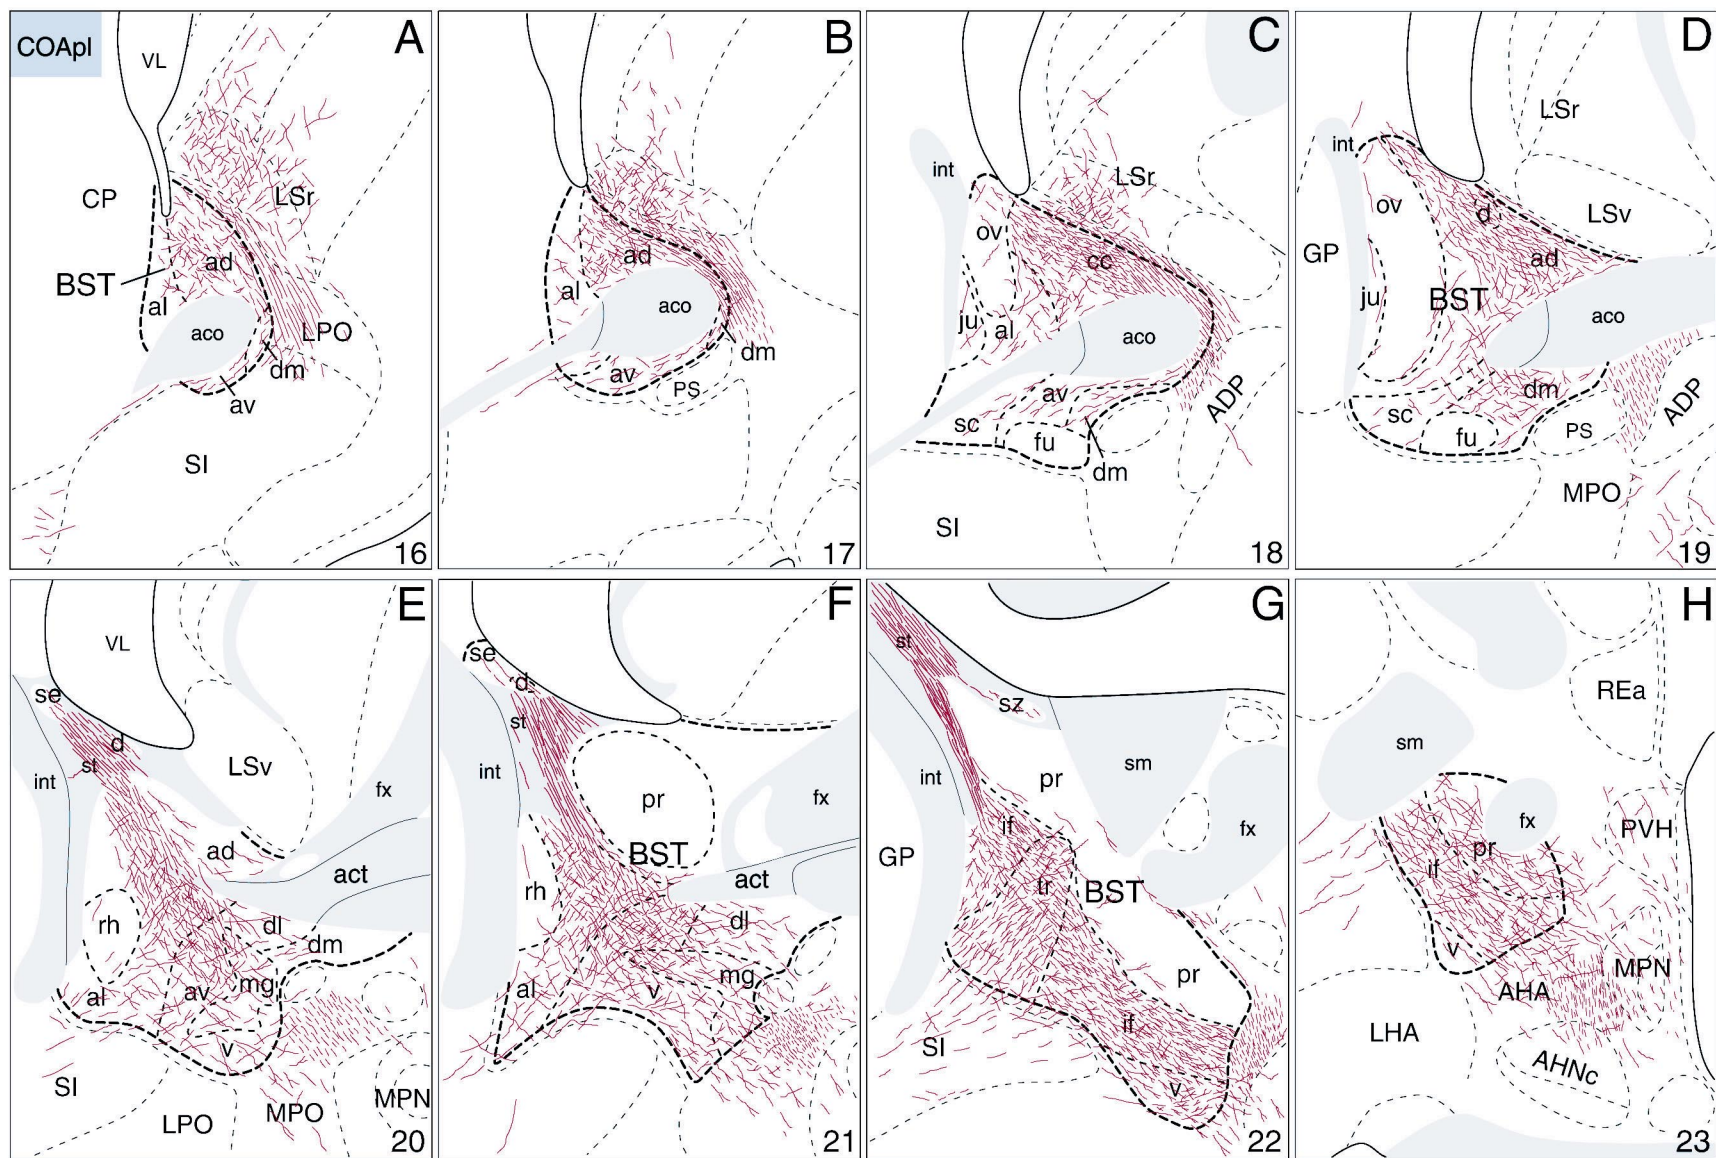 COApl
VL
A
CP
LSr
ad
BST
al
aco
LPO
dm
av
SI
16
B
ad
al
aco
dm
av
PS
17
C
int
LSr
ov
cc
ju
al
aco
av
ADP
sc
fu
dm
SI
18
D
LSr
int
ov
d
LSv
GP
ad
ju
BST
aco
dm
sc
fu
PS
ADP
MPO
19
E
VL
se
d
st
int
LSv
fx
ad
act
rh
dl
dm
al
av
mg
v
SI
LPO
MPO
MPN
20
F
se
d
st
int
pr
fx
BST
act
rh
dl
al
v
mg
21
G
st
sz
int
pr
sm
if
fx
GP
tr
BST
pr
if
SI
v
22
H
REa
sm
fx
PVH
pr
if
v
MPN
AHA
LHA
AHNc
23